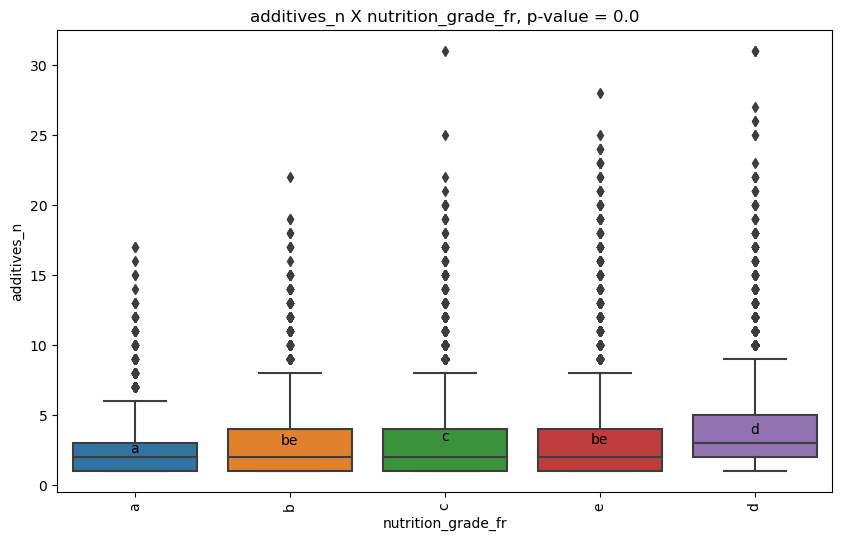 additives_n X nutrition_grade_fr, p-value = 0.0
additives_n
30
25
20
15
10
5
0
a
be
c
be
d
a
b
c
e
d
nutrition_grade_fr